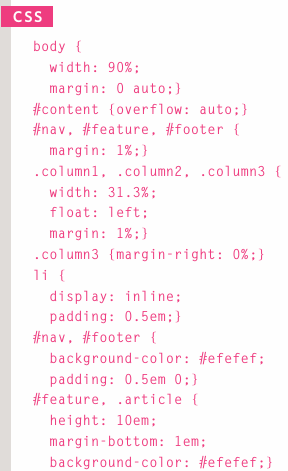 CSS
body {
width: 90%;
margin: 0 auto;}
#content {overflow: auto;}
#nav, #feature, #footer {
margin: 1%;}
.column1, .column2, .column3 {
width: 31.3%;
float: left;
margin: 1%;}
.column3 {margin-right: 0%;}
li {
display: inline;
padding: 0.5em;}
#nav, #footer {
background-color: #efefef;
padding: 0.5em 0;}
#feature, .article {
height: 10em;
margin-bottom: 1em;
background-color: #efefef;}